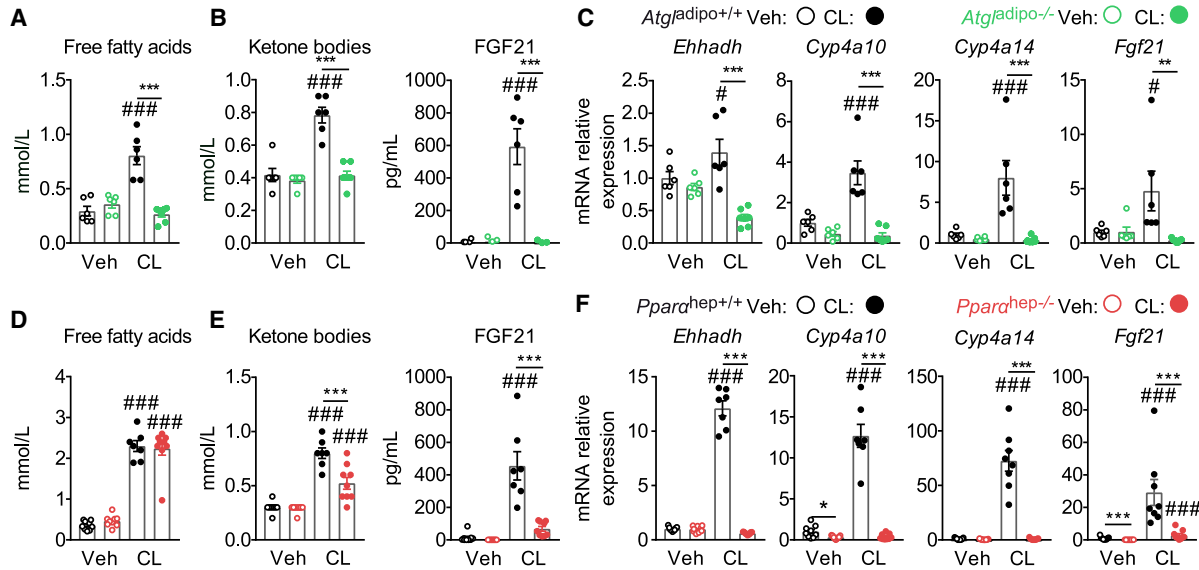 Atgl adipo+/+ Veh: CL: Atgl adipo-/- Veh: CL:
A Free fatty acids
mmol/L
1.5
1.0
0.5
0.0
###
***
Veh CL
B Ketone bodies
mmol/L
1.0
0.8
0.6
0.4
0.2
0.0
***
###
Veh CL
FGF21
pg/mL
1000
800
600
400
200
0
***
###
Veh CL
C Ehhadh
mRNA relative
expression
2.5
2.0
1.5
1.0
0.5
0.0
***
#
Veh CL
Cyp4a10
8
6
4
2
0
***
###
Veh CL
Cyp4a14
20
15
10
5
0
***
###
Veh CL
Fgf21
15
10
5
0
**
#
Veh CL
Pparα hep+/+ Veh: CL: Pparα hep-/- Veh: CL:
D Free fatty acids
mmol/L
4
3
2
1
0
###
###
Veh CL
E Ketone bodies
mmol/L
1.5
1.0
0.5
0.0
***
###
###
Veh CL
FGF21
pg/mL
1000
800
600
400
200
0
***
###
Veh CL
F Ehhadh
mRNA relative
expression
15
10
5
0
***
###
Veh CL
Cyp4a10
20
15
10
5
0
***
###
*
Veh CL
Cyp4a14
150
100
50
0
***
###
Veh CL
Fgf21
100
80
60
40
20
0
***
###
###
***
Veh CL